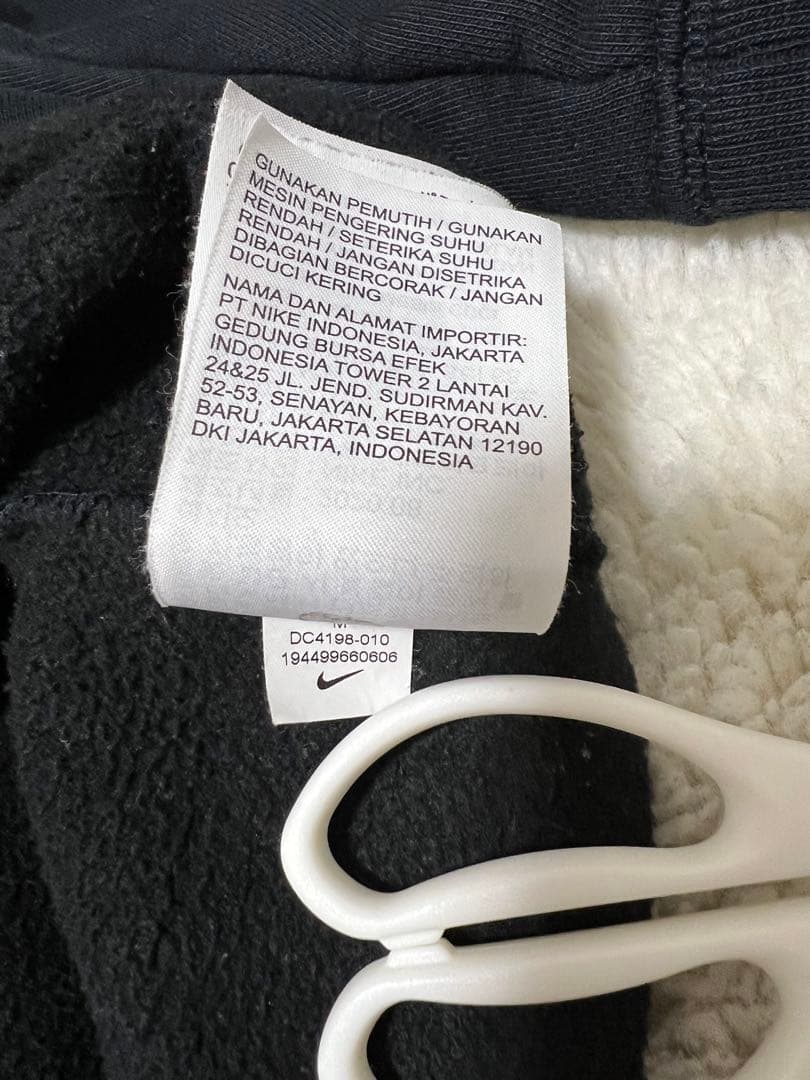 GUNAKAN PEMUTIH / GUNAKAN
MESIN PENGERING SUHU
RENDAH / SETERIKA SUHU
RENDAH / JANGAN DISETRIKA
DIBAGIAN BERCORAK / JANGAN
DICUCI KERING
NAMA DAN ALAMAT IMPORTIR:
PT NIKE INDONESIA, JAKARTA
GEDUNG BURSA EFEK
INDONESIA TOWER 2 LANTAI
24&25 JL. JEND. SUDIRMAN KAV.
52-53, SENAYAN, KEBAYORAN
BARU, JAKARTA SELATAN 12190
DKI JAKARTA, INDONESIA
M
DC4198-010
194499660606